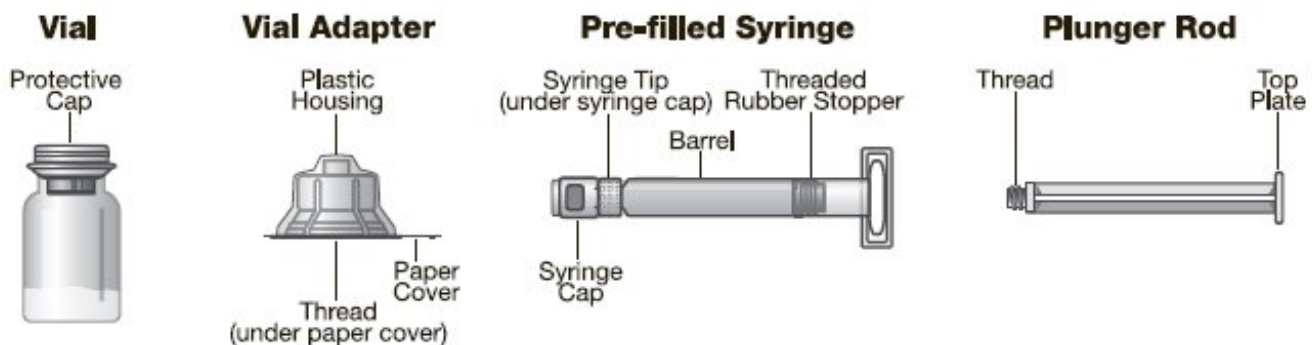 Vial
Protective
Cap
Vial Adapter
Plastic
Housing
Paper
Cover
Thread
(under paper cover)
Pre-filled Syringe
Syringe Tip
(under syringe cap)
Threaded
Rubber Stopper
Barrel
Syringe
Cap
Plunger Rod
Thread
Top
Plate